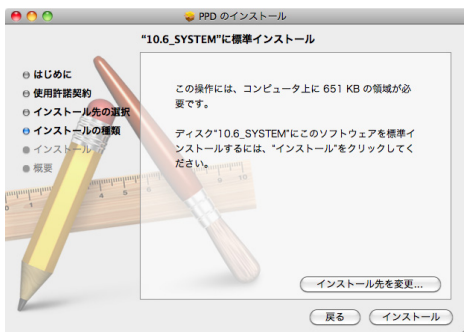 PPD のインストール
“10.6_SYSTEM”に標準インストール
はじめに
使用許諾契約
インストール先の選択
インストールの種類
インストール
概要
この操作には、コンピュータ上に 651 KB の領域が必
要です。
ディスク“10.6_SYSTEM”にこのソフトウェアを標準イ
ンストールするには、“インストール”をクリックしてく
ださい。
インストール先を変更...
戻る
インストール